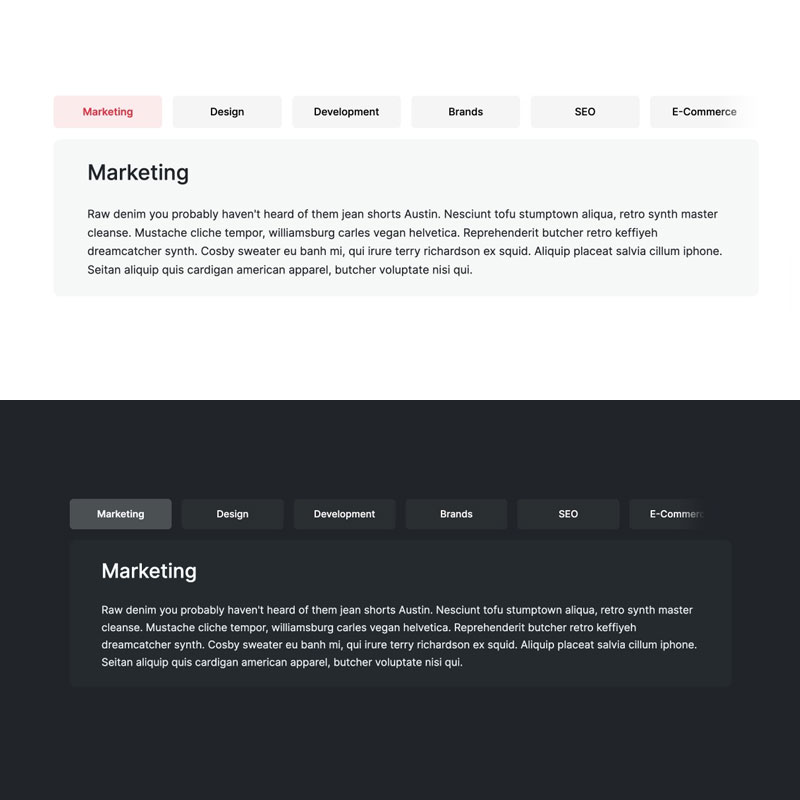 Marketing Design Development Brands SEO E-Commerce
Marketing
Raw denim you probably haven't heard of them jean shorts Austin. Nesciunt tofu stumptown aliqua, retro synth master
cleanse. Mustache cliche tempor, williamsburg carles vegan helvetica. Reprehenderit butcher retro keffiyeh
dreamcatcher synth. Cosby sweater eu banh mi, qui irure terry richardson ex squid. Aliquip placeat salvia cillum iphone.
Seitan aliquip quis cardigan american apparel, butcher voluptate nisi qui.
Marketing Design Development Brands SEO E-Commerc
Marketing
Raw denim you probably haven't heard of them jean shorts Austin. Nesciunt tofu stumptown aliqua, retro synth master
cleanse. Mustache cliche tempor, williamsburg carles vegan helvetica. Reprehenderit butcher retro keffiyeh
dreamcatcher synth. Cosby sweater eu banh mi, qui irure terry richardson ex squid. Aliquip placeat salvia cillum iphone.
Seitan aliquip quis cardigan american apparel, butcher voluptate nisi qui.